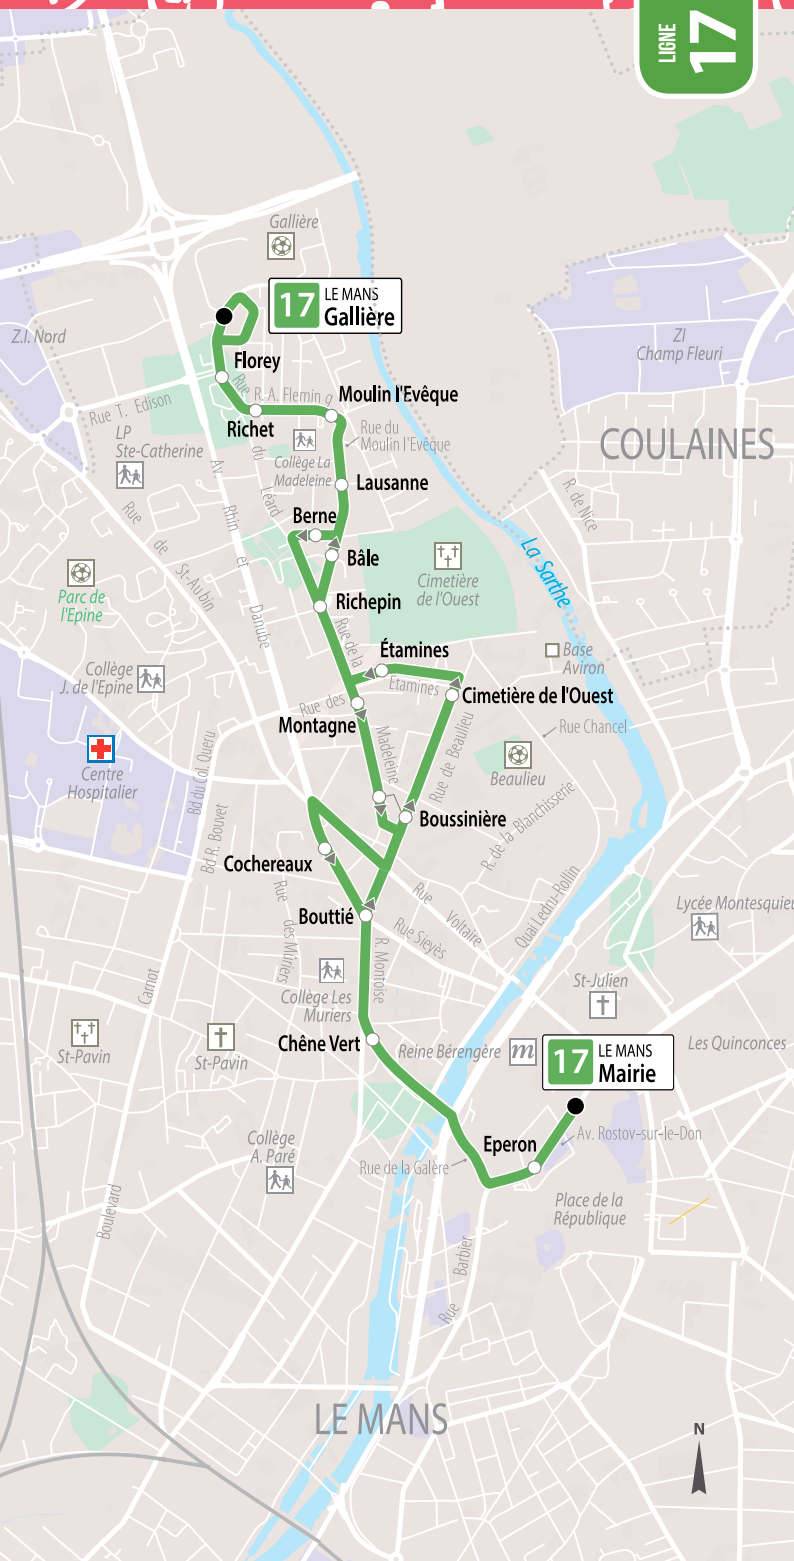 LIGNE
17
Gallière
17
LE MANS
Gallière
Z.I. Nord
ZI
Champ Fleuri
Florey
Rue R. A. Flemin g
Moulin l'Evêque
Rue T. Edison
Richet
Rue du
Moulin l'Evêque
COULAINES
LP
Ste-Catherine
Collège La
Madeleine
Av. Rhin et Danube
du Léard
Lausanne
R. de Nice
Rue de St-Aubin
Berne
La Sarthe
Bâle
Cimetière
de l'Ouest
Parc de
l'Epine
Richepin
Rue de la Madeleine
Étamines
Base
Aviron
Collège
J. de l'Epine
Rue des Etamines
Cimetière de l'Ouest
Montagne
Rue Chancel
Rue de Beaulieu
Bd du Col. Queru
Centre
Hospitalier
Beaulieu
R. de la Blanchisserie
Bd R. Bouvet
Boussinière
Cochereaux
Rue des Muriers
Rue Voltaire
Quai Ledru-Rollin
Lycée Montesquieu
Bouttié
Rue Sieyès
R. Montoise
Carnot
Collège Les
Muriers
St-Julien
St-Pavin
St-Pavin
Chêne Vert
Reine Bérengère
m
17
LE MANS
Mairie
Les Quinconces
Collège
A. Paré
Eperon
Av. Rostov-sur-le-Don
Rue de la Galère
Place de la
République
Boulevard
Rue Barbier
LE MANS
N